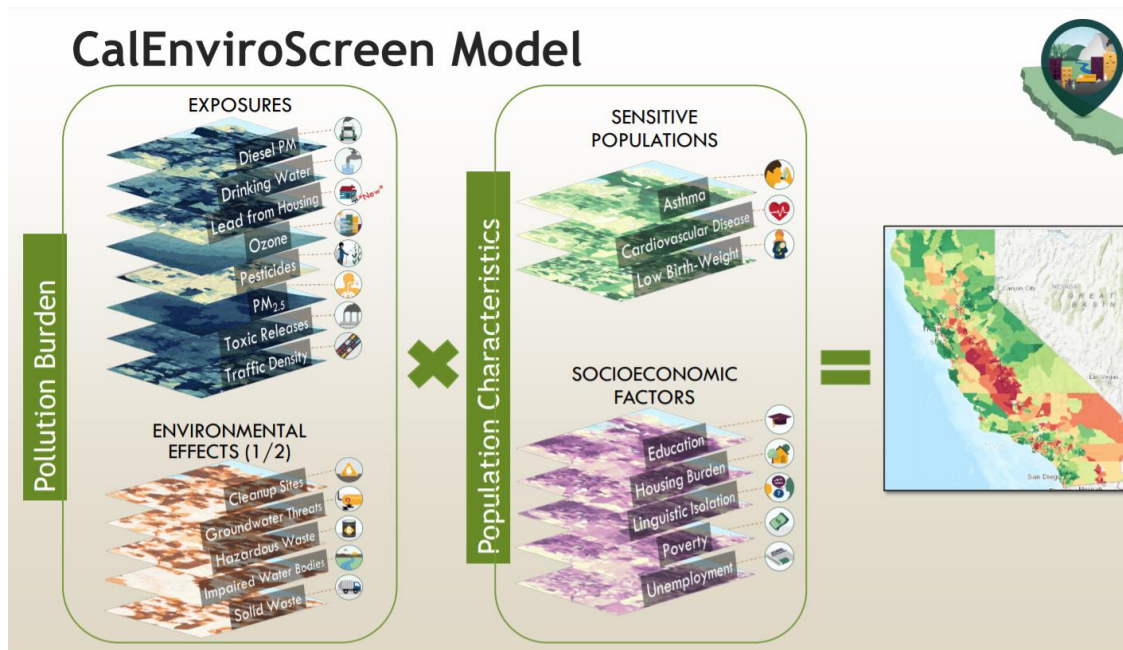 CalEnviroScreen Model
Pollution Burden
EXPOSURES
Diesel PM
Drinking Water
Lead from Housing
"New"
Ozone
Pesticides
PM2.5
Toxic Releases
Traffic Density
ENVIRONMENTAL
EFFECTS (1/2)
Cleanup Sites
Groundwater Threats
Hazardous Waste
Impaired Water Bodies
Solid Waste
Population Characteristics
SENSITIVE
POPULATIONS
Asthma
Cardiovascular Disease
Low Birth-Weight
SOCIOECONOMIC
FACTORS
Education
Housing Burden
Linguistic Isolation
Poverty
Unemployment
=
NEVADA
GREAT
BASIN
Las Vegas
San Diego